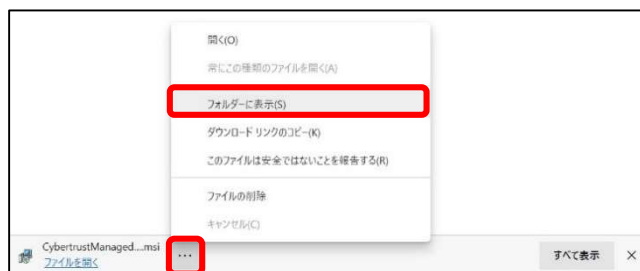 開く(O)
常にこの種類のファイルを開く(A)
フォルダーに表示(S)
ダウンロード リンクのコピー(K)
このファイルは安全ではないことを報告する(R)
ファイルの削除
キャンセル(C)
CybertrustManaged....msi
ファイルを開く
...
すべて表示